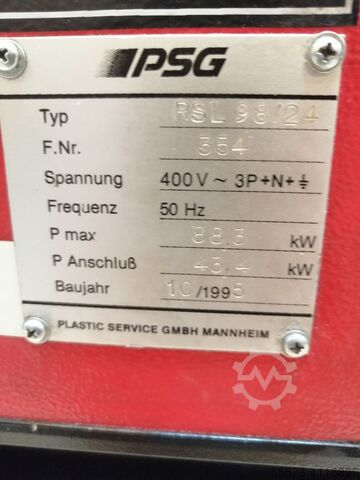 PSG
Typ RSL 98/24
F.Nr. 354
Spannung 400 V ~ 3P+N+⏚
Frequenz 50 Hz
P max 88.3 kW
P Anschluß 43.4 kW
Baujahr 10/1995
PLASTIC SERVICE GMBH MANNHEIM